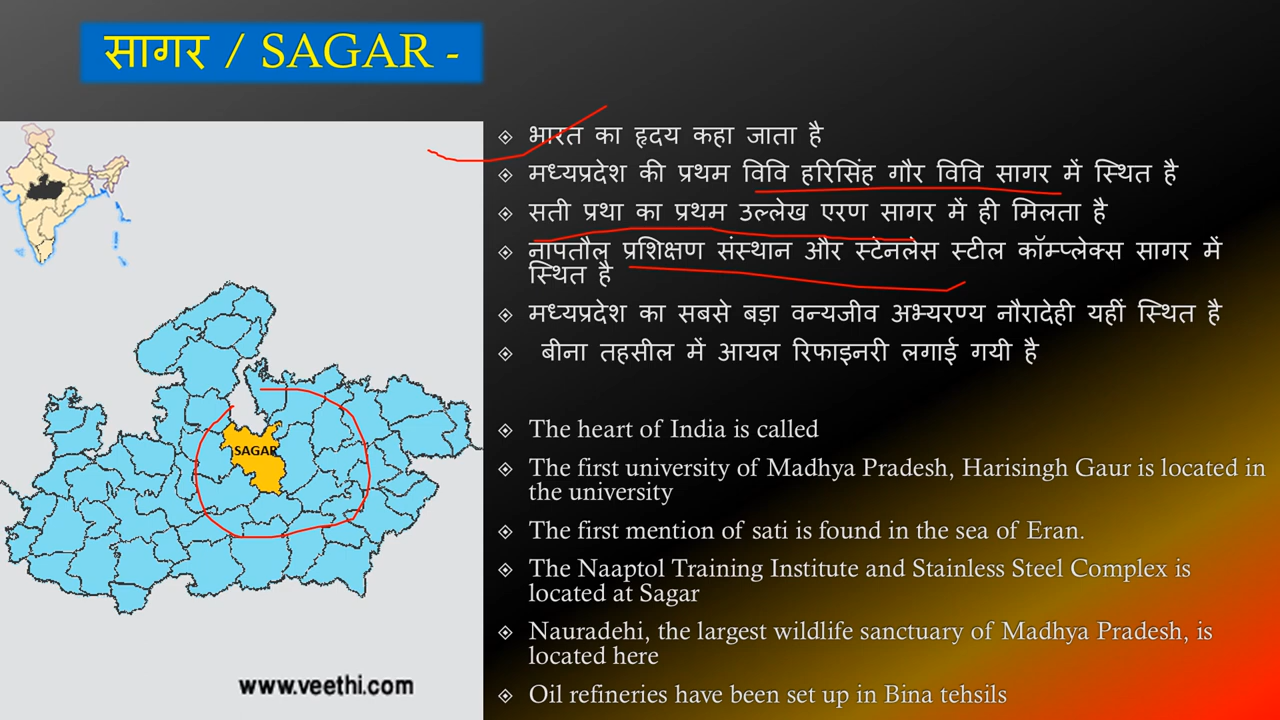 सागर / SAGAR -
भारत का हृदय कहा जाता है
मध्यप्रदेश की प्रथम विवि हरिसिंह गौर विवि सागर में स्थित है
सती प्रथा का प्रथम उल्लेख एरण सागर में ही मिलता है
नापतौल प्रशिक्षण संस्थान और स्टेनलेस स्टील कॉम्प्लेक्स सागर में
स्थित है
मध्यप्रदेश का सबसे बड़ा वन्यजीव अभ्यरण्य नौरादेही यहीं स्थित है
बीना तहसील में आयल रिफाइनरी लगाई गयी है
The heart of India is called
The first university of Madhya Pradesh, Harisingh Gaur is located in
the university
The first mention of sati is found in the sea of Eran.
The Naaptol Training Institute and Stainless Steel Complex is
located at Sagar
Nauradehi, the largest wildlife sanctuary of Madhya Pradesh, is
located here
Oil refineries have been set up in Bina tehsils
SAGAR
www.veethi.com